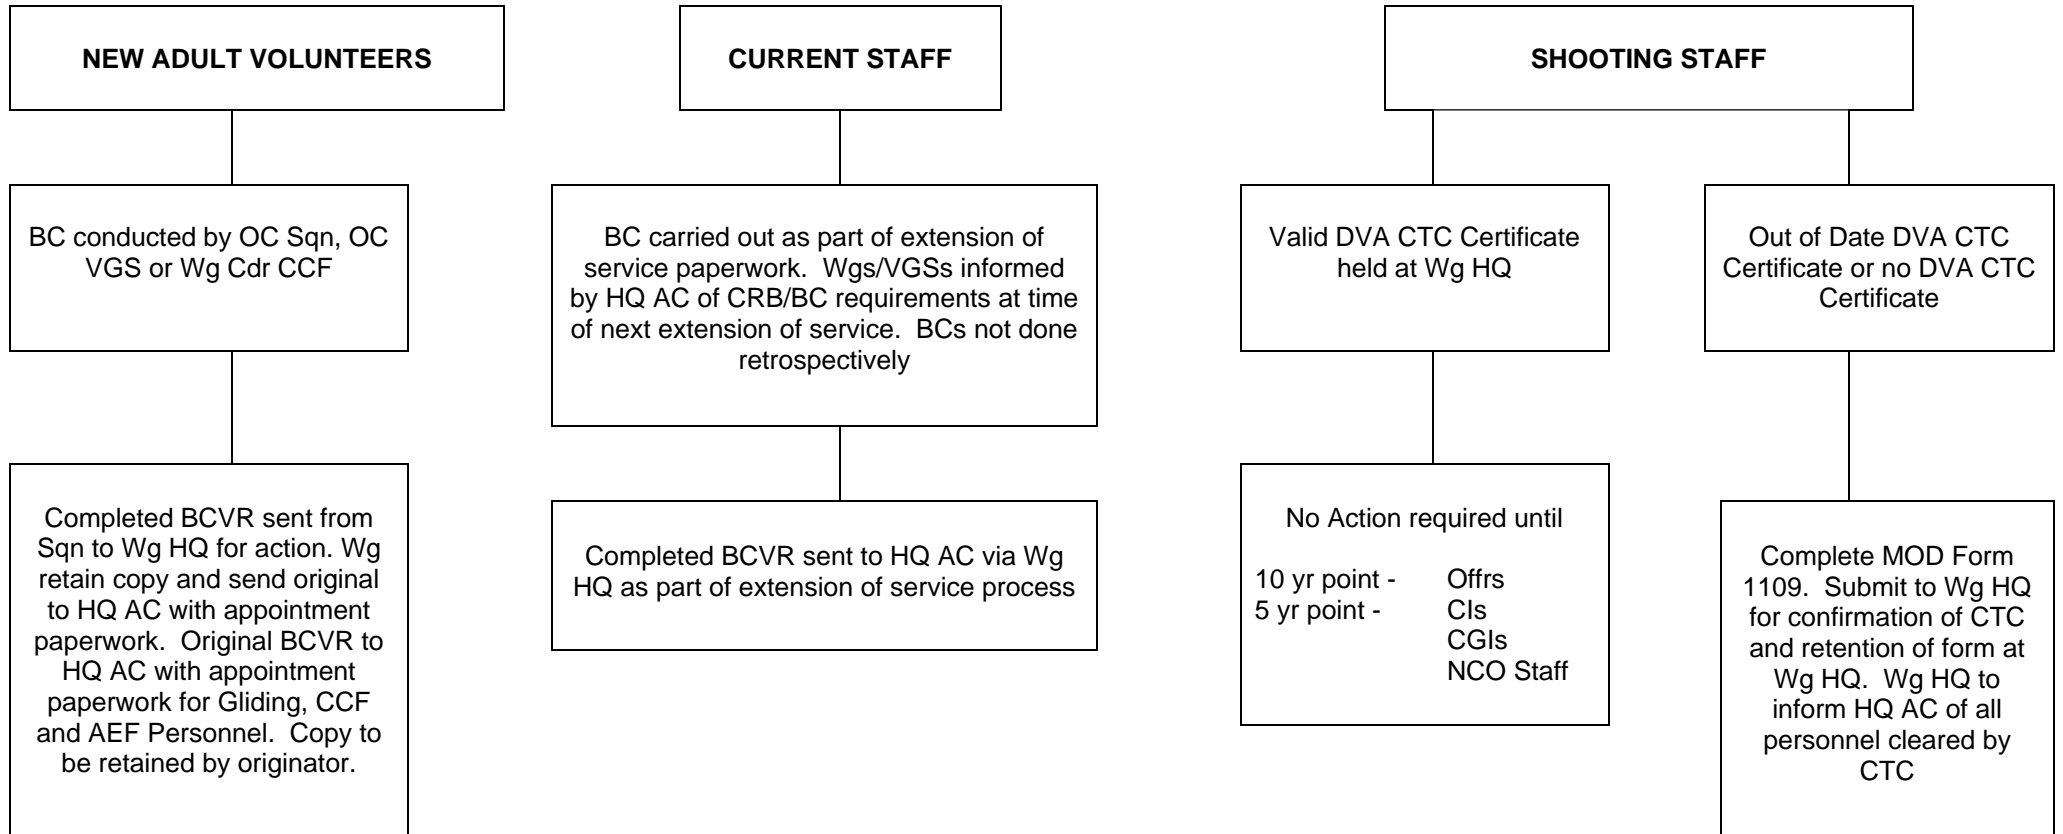 NEW ADULT VOLUNTEERS
BC conducted by OC Sqn, OC
VGS or Wg Cdr CCF
Completed BCVR sent from
Sqn to Wg HQ for action. Wg
retain copy and send original
to HQ AC with appointment
paperwork.  Original BCVR to
HQ AC with appointment
paperwork for Gliding, CCF
and AEF Personnel.  Copy to
be retained by originator.
CURRENT STAFF
BC carried out as part of extension of
service paperwork.  Wgs/VGSs informed
by HQ AC of CRB/BC requirements at time
of next extension of service.  BCs not done
retrospectively
Completed BCVR sent to HQ AC via Wg
HQ as part of extension of service process
SHOOTING STAFF
Valid DVA CTC Certificate
held at Wg HQ
No Action required until
10 yr point - Offrs
5 yr point - CIs
CGIs
NCO Staff
Out of Date DVA CTC
Certificate or no DVA CTC
Certificate
Complete MOD Form
1109.  Submit to Wg HQ
for confirmation of CTC
and retention of form at
Wg HQ.  Wg HQ to
inform HQ AC of all
personnel cleared by
CTC